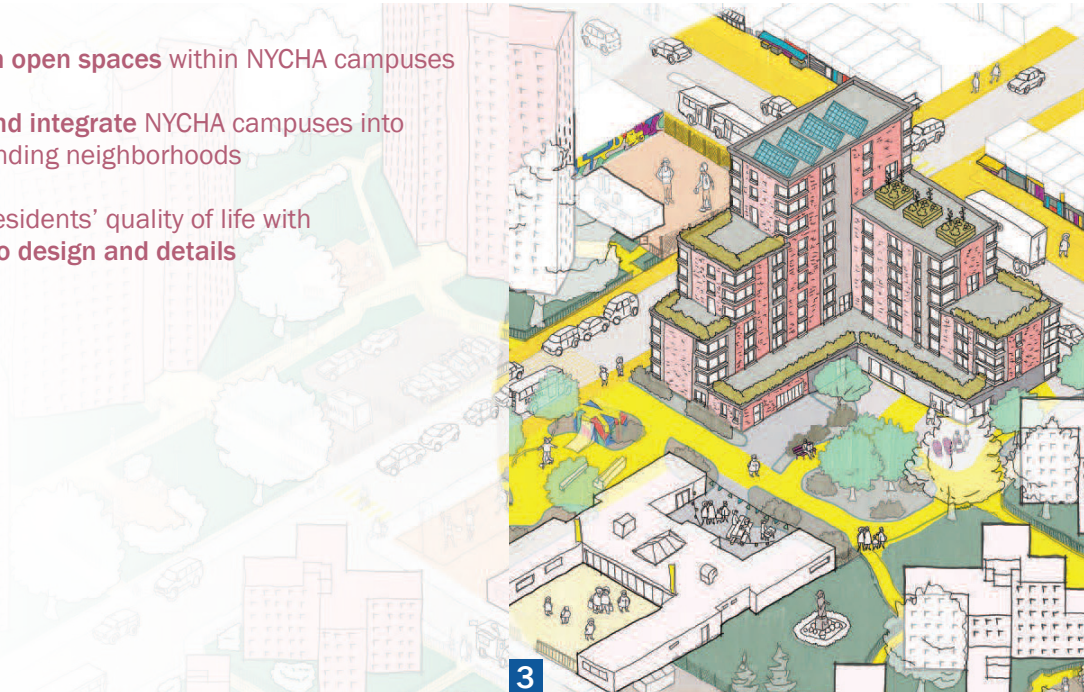 n open spaces within NYCHA campuses
nd integrate NYCHA campuses into
nding neighborhoods
esidents’ quality of life with
o design and details
3